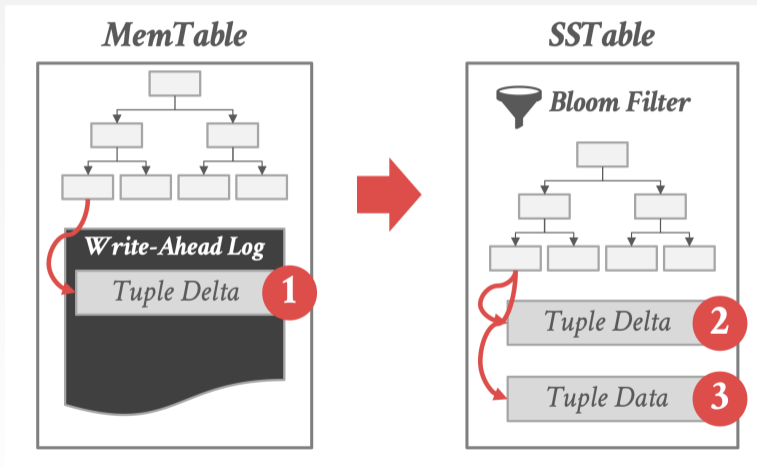 MemTable
Write-Ahead Log
Tuple Delta 1
SSTable
Bloom Filter
Tuple Delta 2
Tuple Data 3